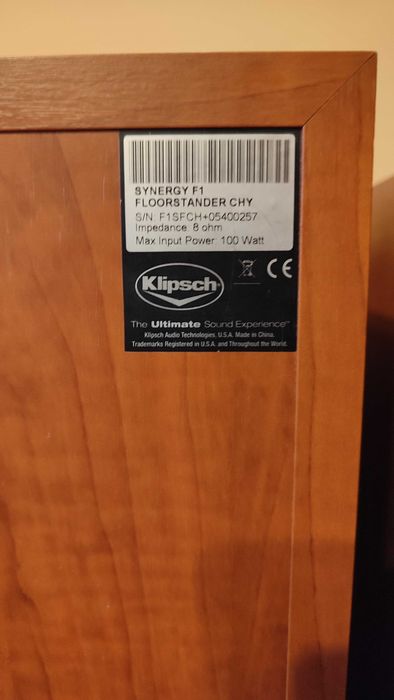 SYNERGY F1
FLOORSTANDER CHY
S/N: F1SFCH+05400257
Impedance: 8 ohm
Max Input Power: 100 Watt
CE
Klipsch®
The Ultimate Sound Experience™
Klipsch Audio Technologies, U.S.A. Made in China.
Trademarks Registered in U.S.A. and Throughout the World.